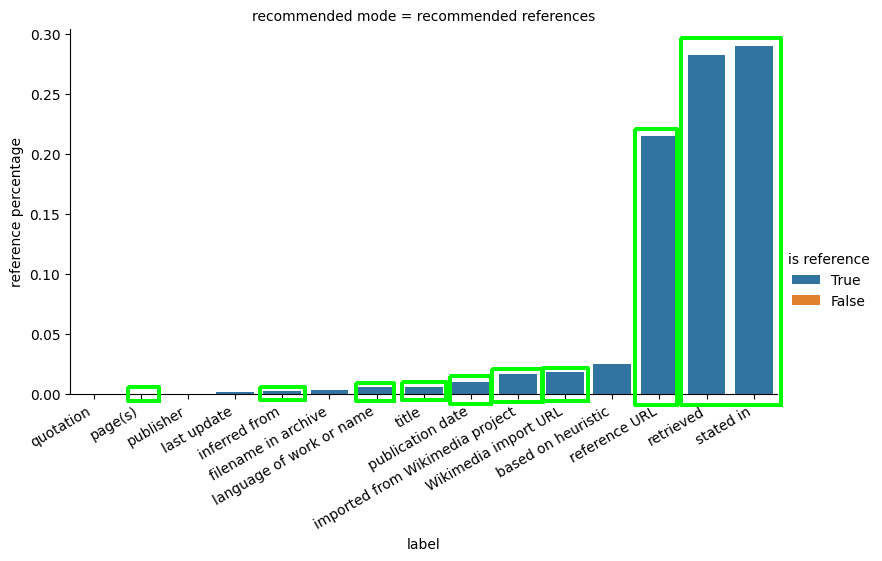 recommended mode = recommended references
0.30
0.25
0.20
0.15
0.10
0.05
0.00
reference percentage
is reference
True
False
quotation
page(s)
publisher
last update
inferred from
filename in archive
language of work or name
title
publication date
imported from Wikimedia project
Wikimedia import URL
based on heuristic
reference URL
retrieved
stated in
label